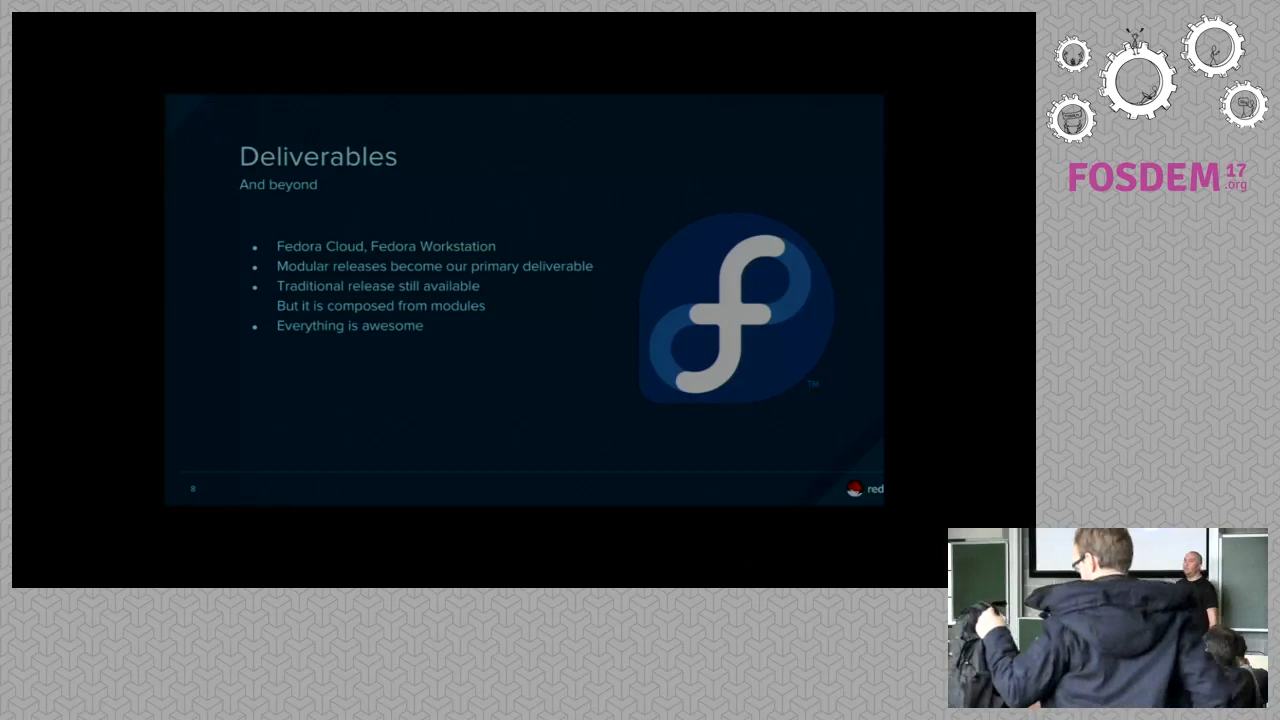 Deliverables
And beyond
• Fedora Cloud, Fedora Workstation
• Modular releases become our primary deliverable
• Traditional release still available
But it is composed from modules
• Everything is awesome
TM
8
red
FOSDEM 17
.org